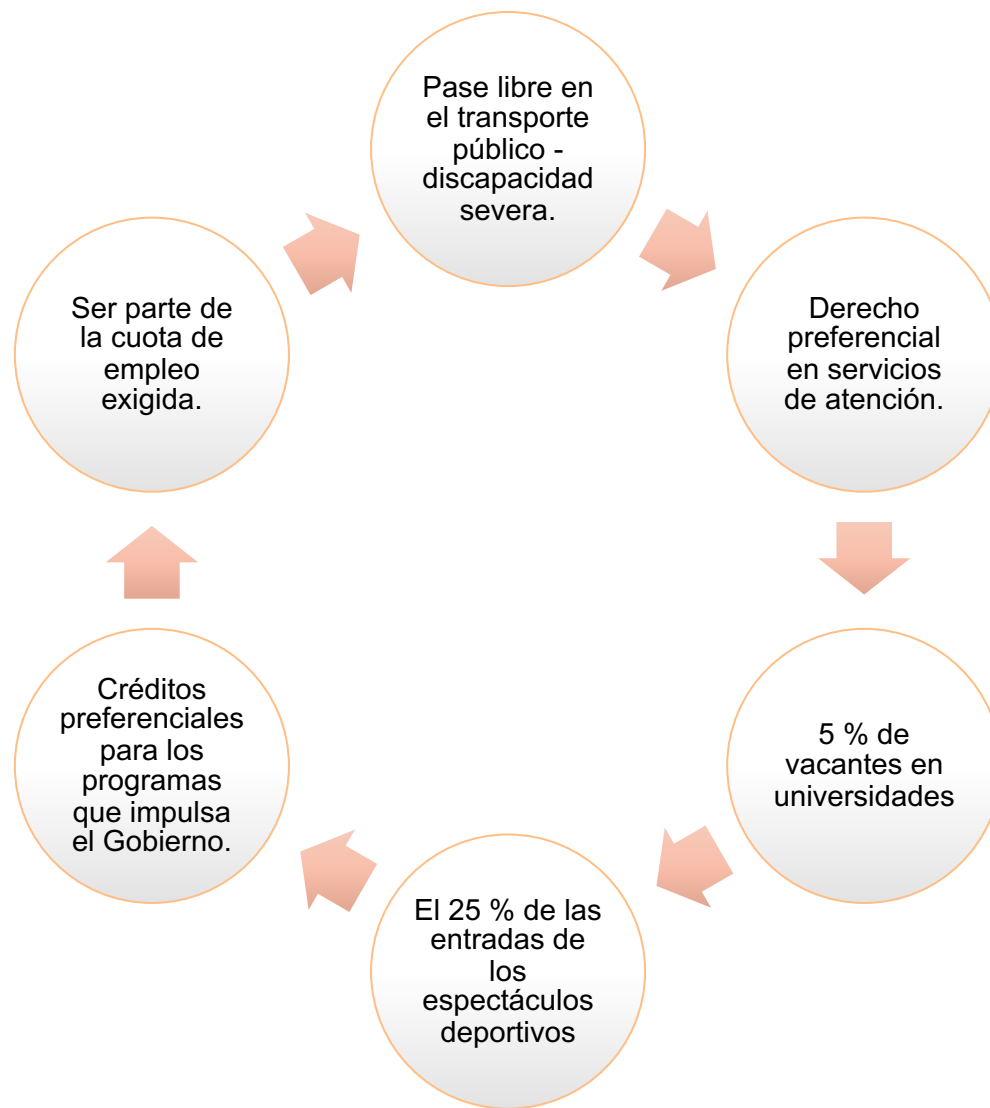 Pase libre en
el transporte
público -
discapacidad
severa.
Derecho
preferencial
en servicios
de atención.
5 % de
vacantes en
universidades
El 25 % de las
entradas de
los
espectáculos
deportivos
Créditos
preferenciales
para los
programas
que impulsa
el Gobierno.
Ser parte de
la cuota de
empleo
exigida.